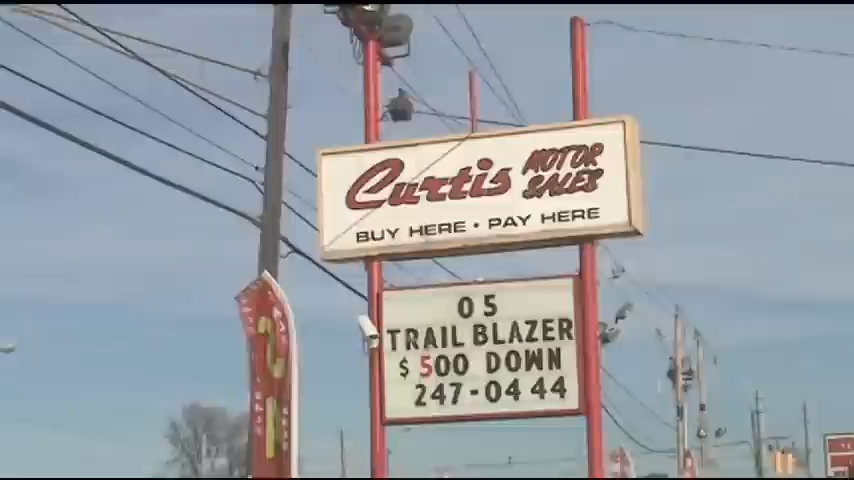 Curtis MOTOR
SALES
BUY HERE • PAY HERE
05
TRAIL BLAZER
$500 DOWN
247-0444